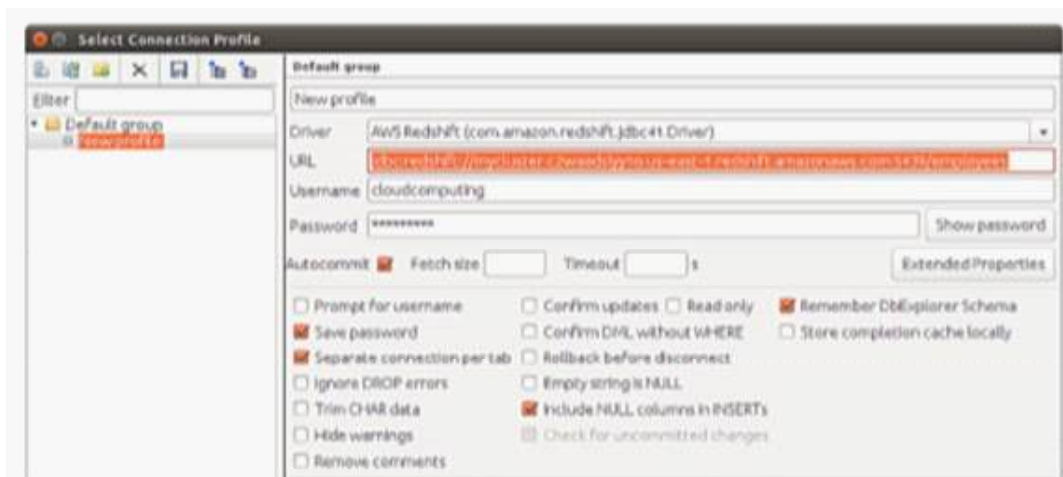 Select Connection Profile
Default group
Filter
New profile
Default group
New profile
Driver AWS Redshift (com.amazon.redshift.jdbc41.Driver)
URL
Username cloudcomputing
Password ********* Show password
Autocommit Fetch size Timeout s Extended Properties
Prompt for username Confirm updates Read only Remember DbExplorer Schema
Save password Confirm DML without WHERE Store completion cache locally
Separate connection per tab Rollback before disconnect
Ignore DROP errors Empty string is NULL
Trim CHAR data Include NULL columns in INSERTs
Hide warnings Check for uncommitted changes
Remove comments